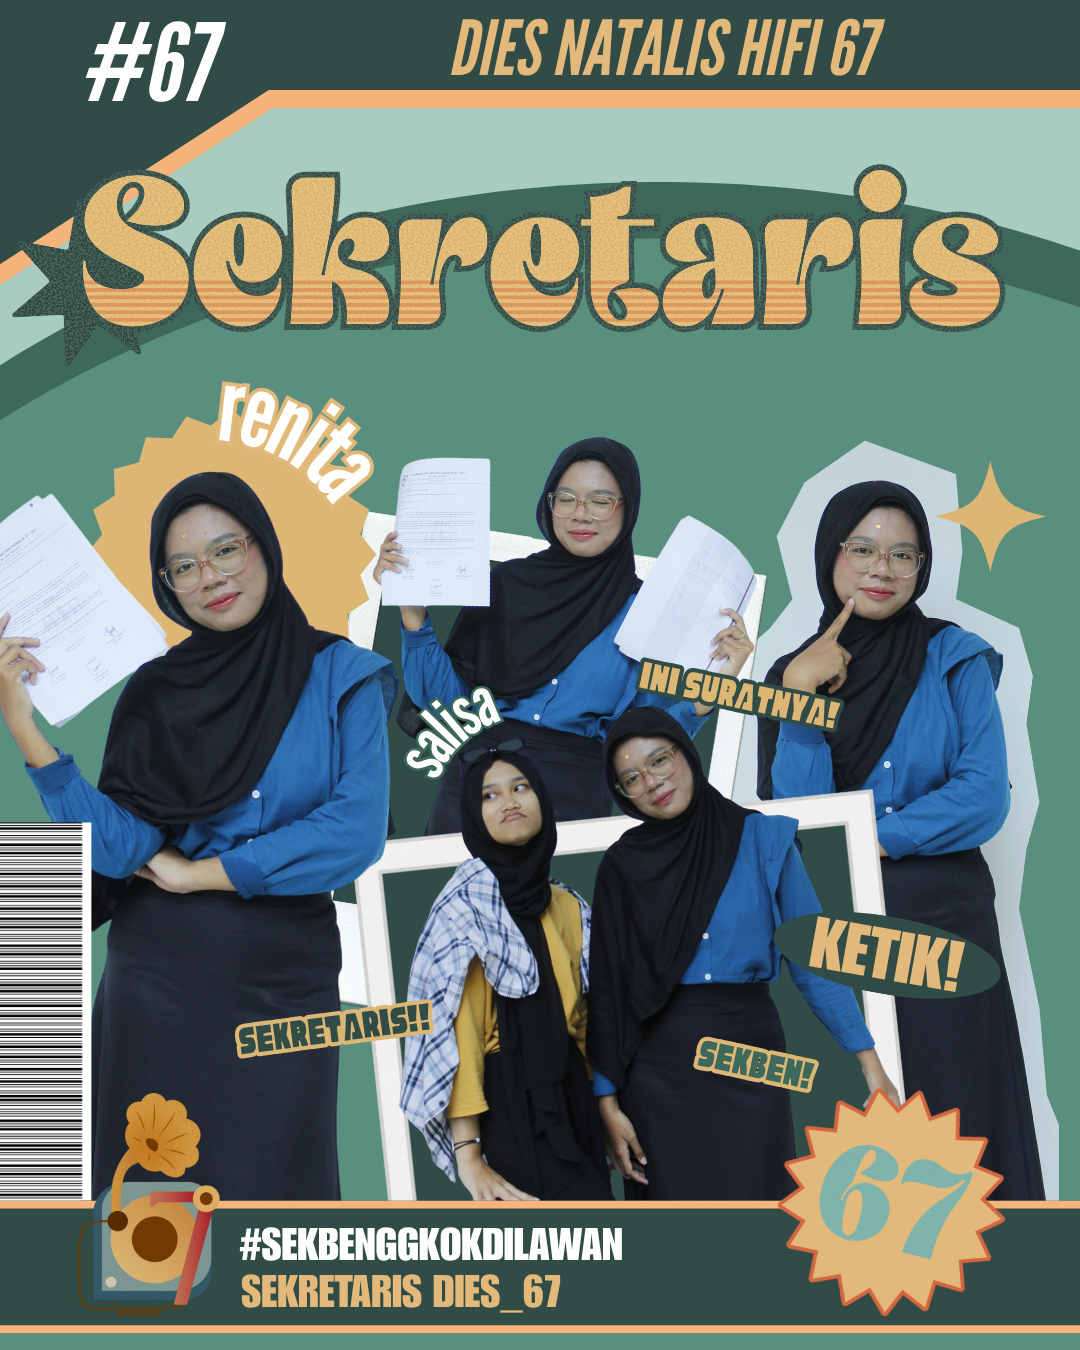 #67
DIES NATALIS HIFI 67
Sekretaris
renita
INI SURATNYA!
salisa
KETIK!
SEKRETARIS!!
SEKBEN!
67
#SEKBENGGKOKDILAWAN
SEKRETARIS DIES_67